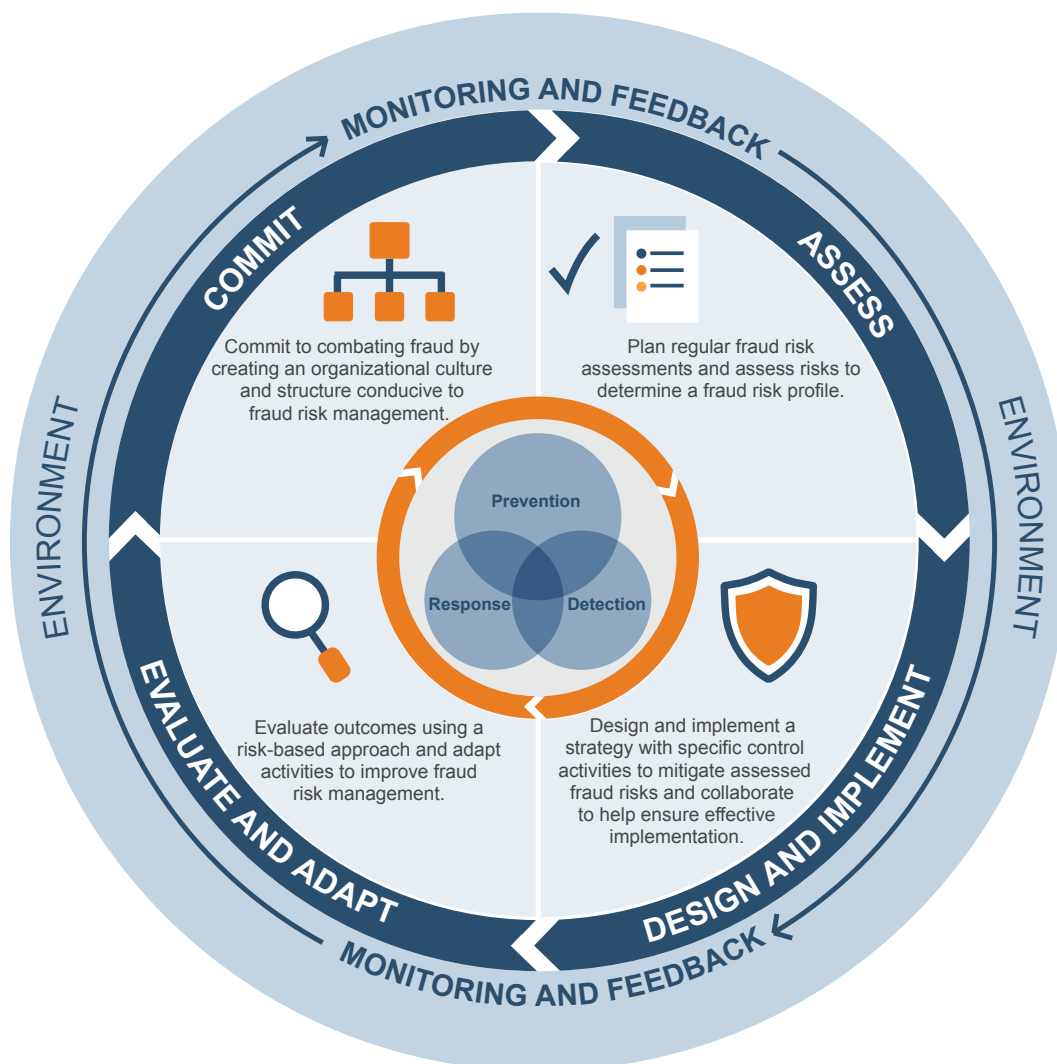 MONITORING AND FEEDBACK
COMMIT
ASSESS
Commit to combating fraud by
creating an organizational culture
and structure conducive to
fraud risk management.
Plan regular fraud risk
assessments and assess risks to
determine a fraud risk profile.
ENVIRONMENT
ENVIRONMENT
Prevention
Response
Detection
Evaluate outcomes using a
risk-based approach and adapt
activities to improve fraud
risk management.
Design and implement a
strategy with specific control
activities to mitigate assessed
fraud risks and collaborate
to help ensure effective
implementation.
EVALUATE AND ADAPT
DESIGN AND IMPLEMENT
MONITORING AND FEEDBACK